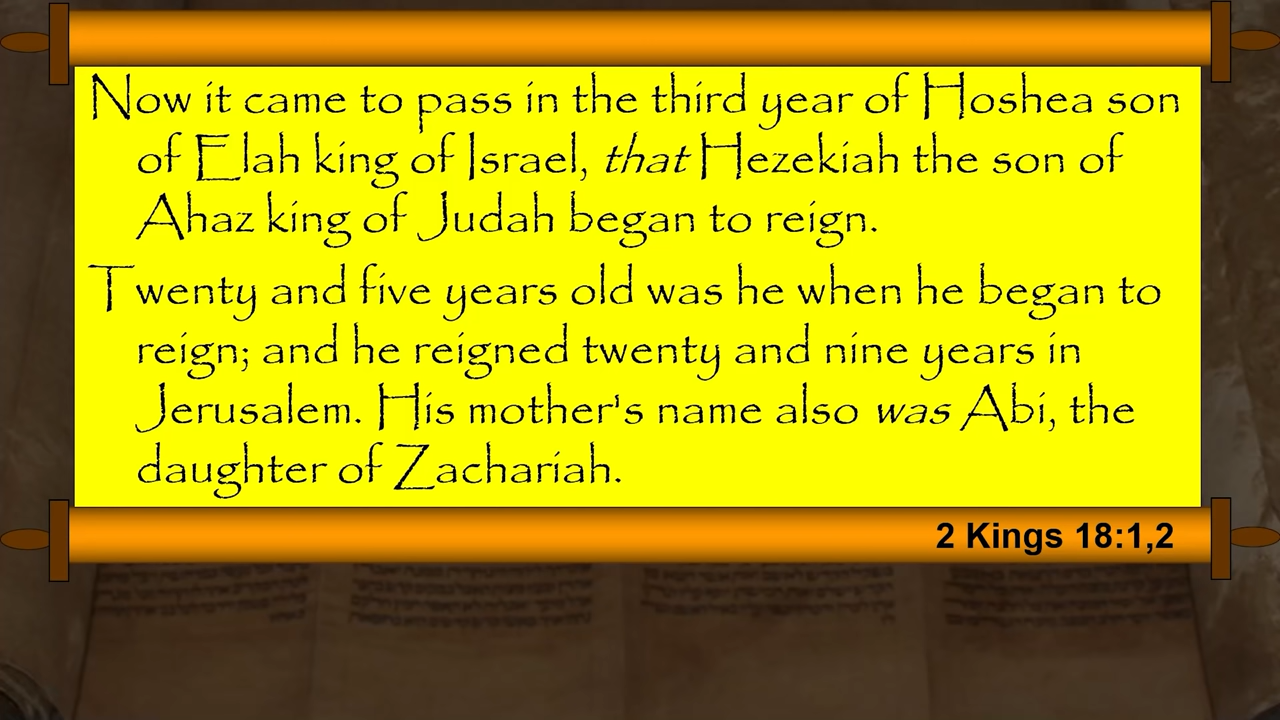 Now it came to pass in the third year of Hoshea son
of Elah king of Israel, that Hezekiah the son of
Ahaz king of Judah began to reign.
Twenty and five years old was he when he began to
reign; and he reigned twenty and nine years in
Jerusalem. His mother's name also was Abi, the
daughter of Zachariah.
2 Kings 18:1,2